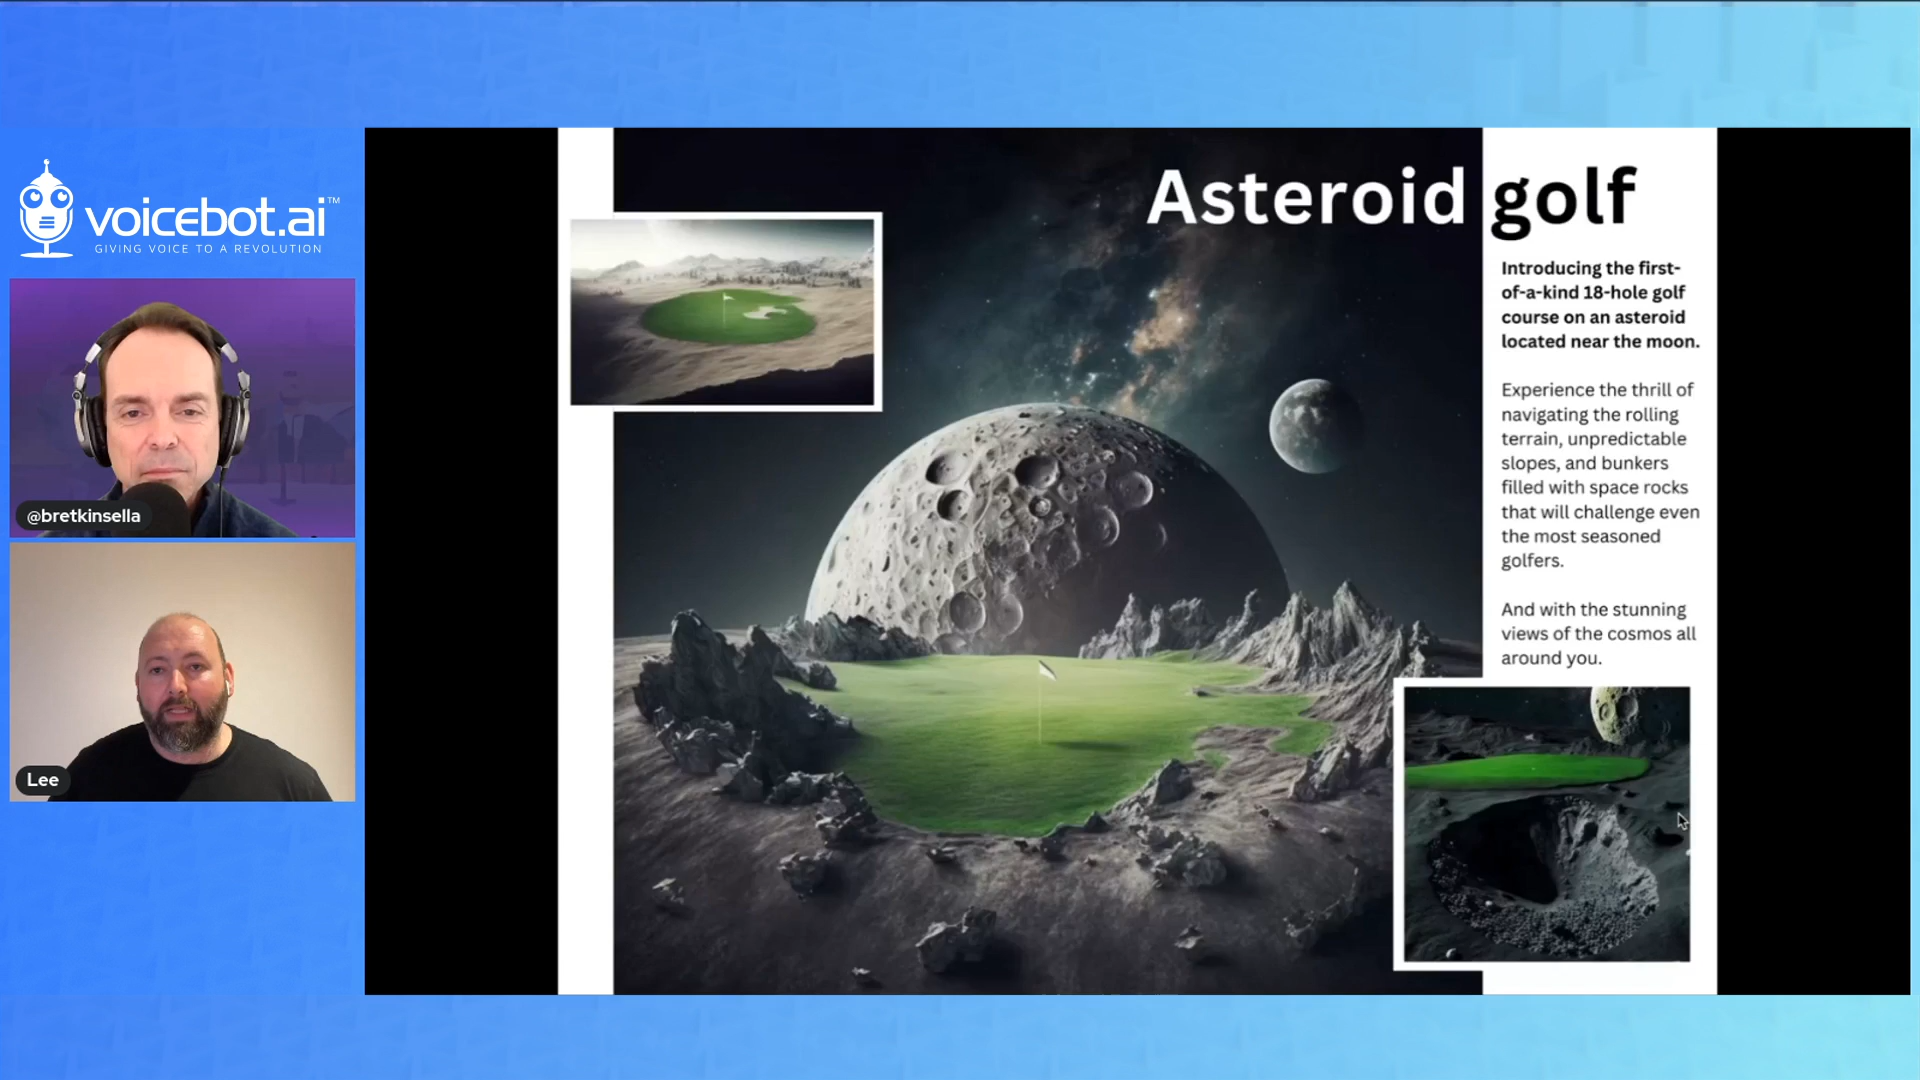 voicebot.ai™
GIVING VOICE TO A REVOLUTION
@bretkinsella
Lee
Asteroid golf
Introducing the first-
of-a-kind 18-hole golf
course on an asteroid
located near the moon.
Experience the thrill of
navigating the rolling
terrain, unpredictable
slopes, and bunkers
filled with space rocks
that will challenge even
the most seasoned
golfers.
And with the stunning
views of the cosmos all
around you.